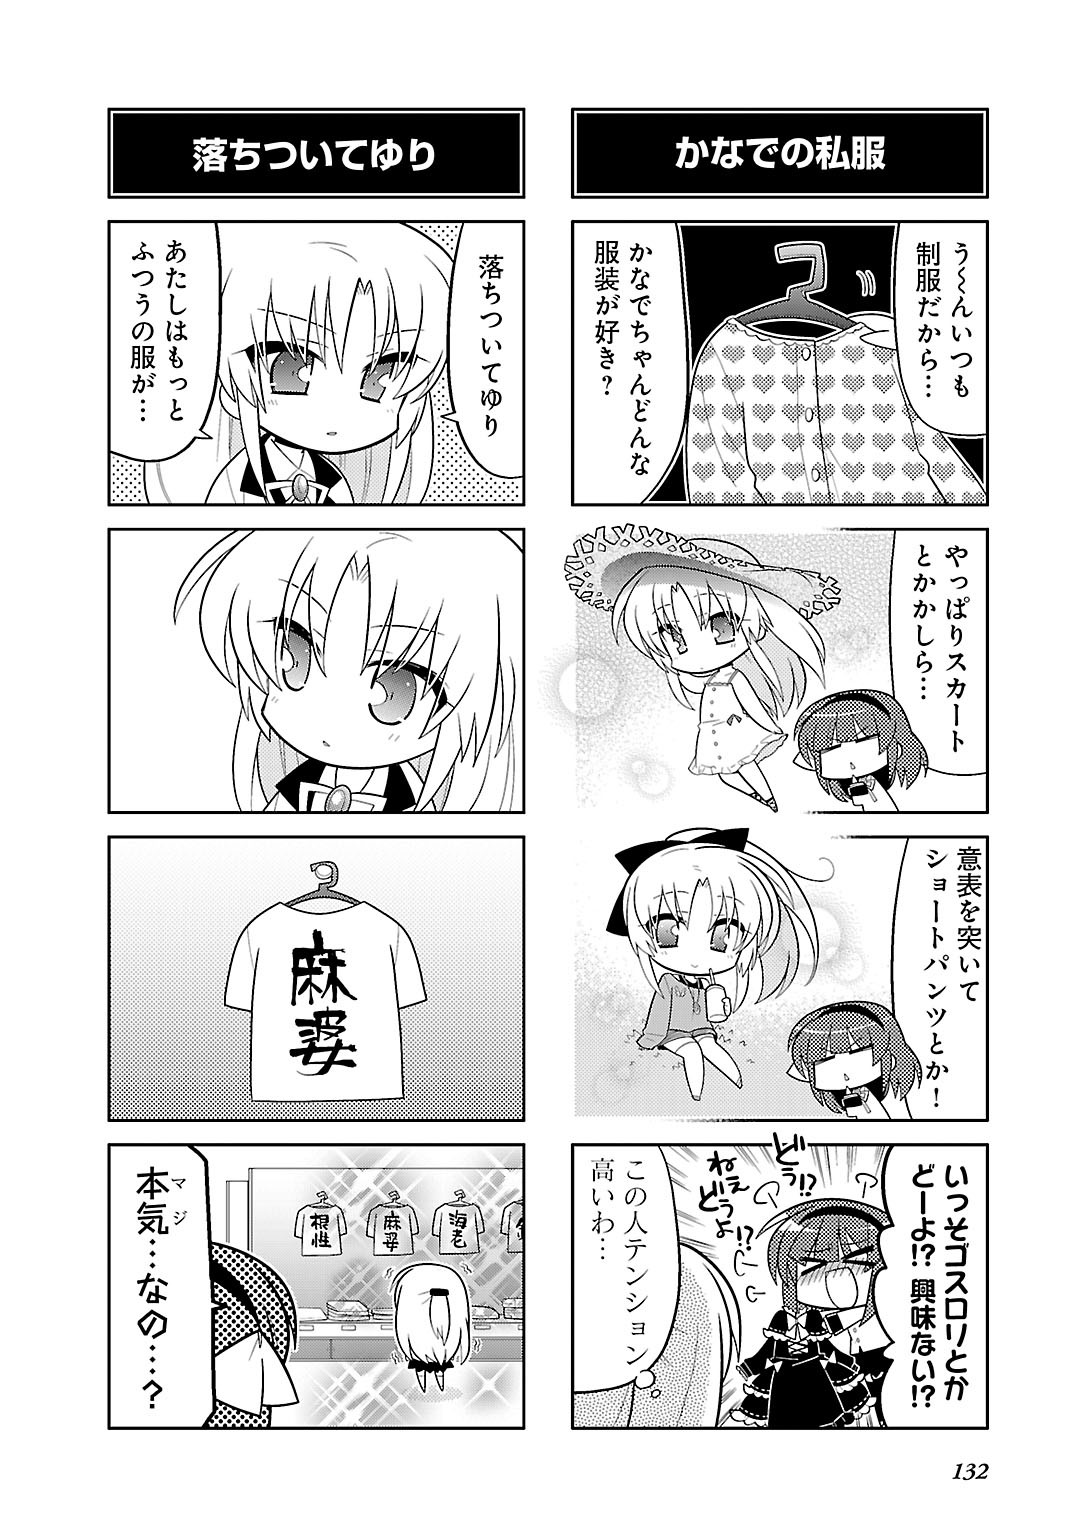 かなでの私服
う〜んいつも
制服だから…
かなでちゃんどんな
服装が好き?
やっぱりスカート
とかかしら…
意表を突いて
ショートパンツとか!
いっそゴスロリとか
どーよ!? 興味ない!?
どう!?
ねえ
どうよ!?
この人テンション
高いわ…
落ちついてゆり
落ちついてゆり
あたしはもっと
ふつうの服が…
麻婆
海老
麻婆
根性
本気…なの……?
マジ
132